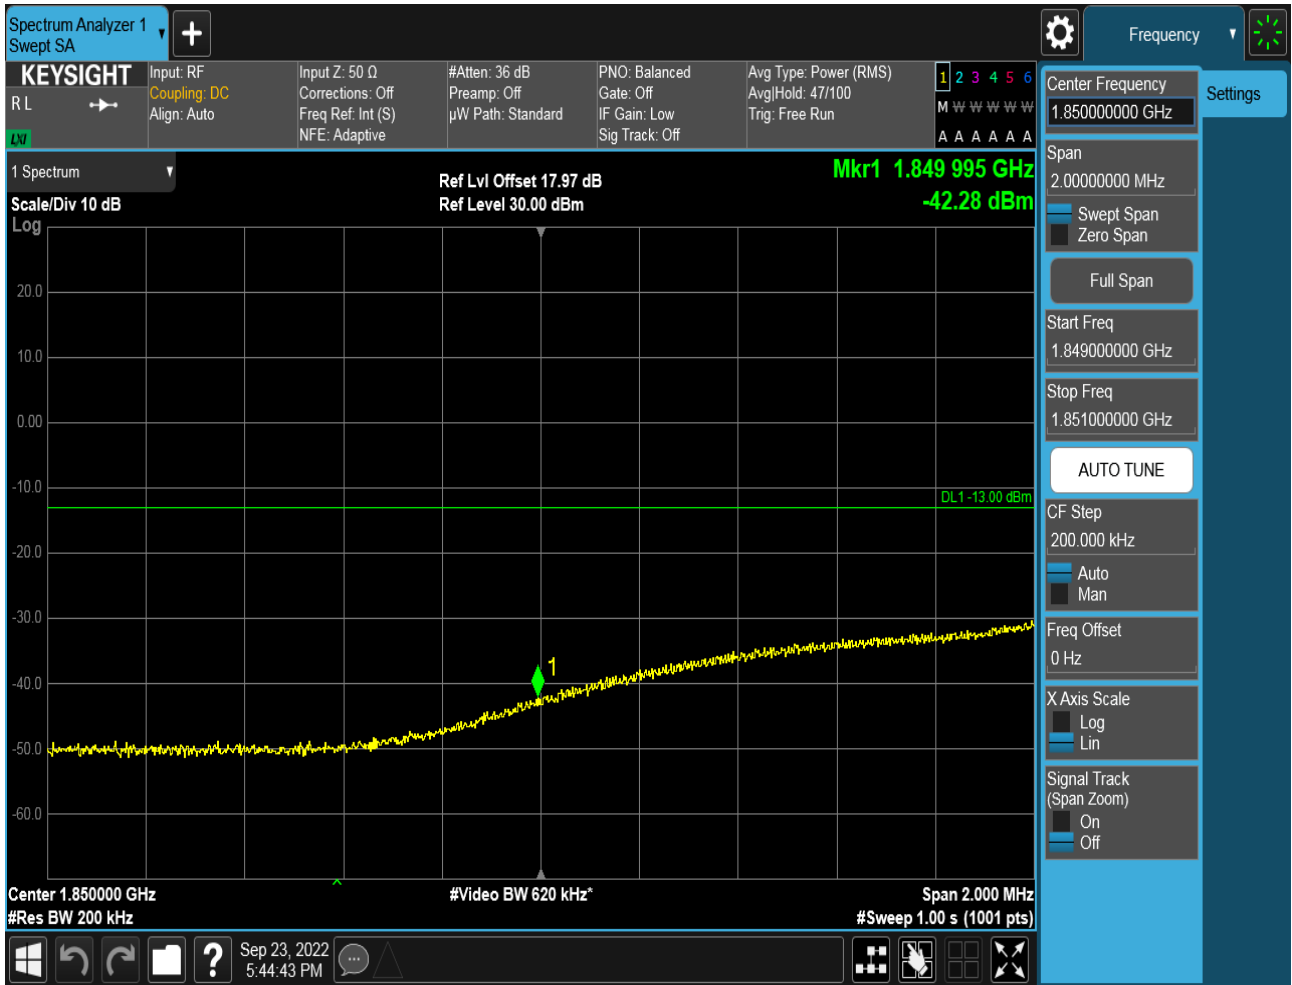 Spectrum Analyzer 1
Swept SA
Frequency
KEYSIGHT
R L
LXI
Input: RF
Coupling: DC
Align: Auto
Input Z: 50 Ω
Corrections: Off
Freq Ref: Int (S)
NFE: Adaptive
#Atten: 36 dB
Preamp: Off
µW Path: Standard
PNO: Balanced
Gate: Off
IF Gain: Low
Sig Track: Off
Avg Type: Power (RMS)
Avg|Hold: 47/100
Trig: Free Run
1 2 3 4 5 6
M W W W W W
A A A A A A
1 Spectrum
Scale/Div 10 dB
Log
Ref Lvl Offset 17.97 dB
Ref Level 30.00 dBm
Mkr1 1.849 995 GHz
-42.28 dBm
20.0
10.0
0.00
-10.0
DL1 -13.00 dBm
-20.0
-30.0
1
-40.0
-50.0
-60.0
Center 1.850000 GHz
#Video BW 620 kHz*
Span 2.000 MHz
#Res BW 200 kHz
#Sweep 1.00 s (1001 pts)
Sep 23, 2022
5:44:43 PM
Center Frequency
1.850000000 GHz
Settings
Span
2.00000000 MHz
Swept Span
Zero Span
Full Span
Start Freq
1.849000000 GHz
Stop Freq
1.851000000 GHz
AUTO TUNE
CF Step
200.000 kHz
Auto
Man
Freq Offset
0 Hz
X Axis Scale
Log
Lin
Signal Track
(Span Zoom)
On
Off